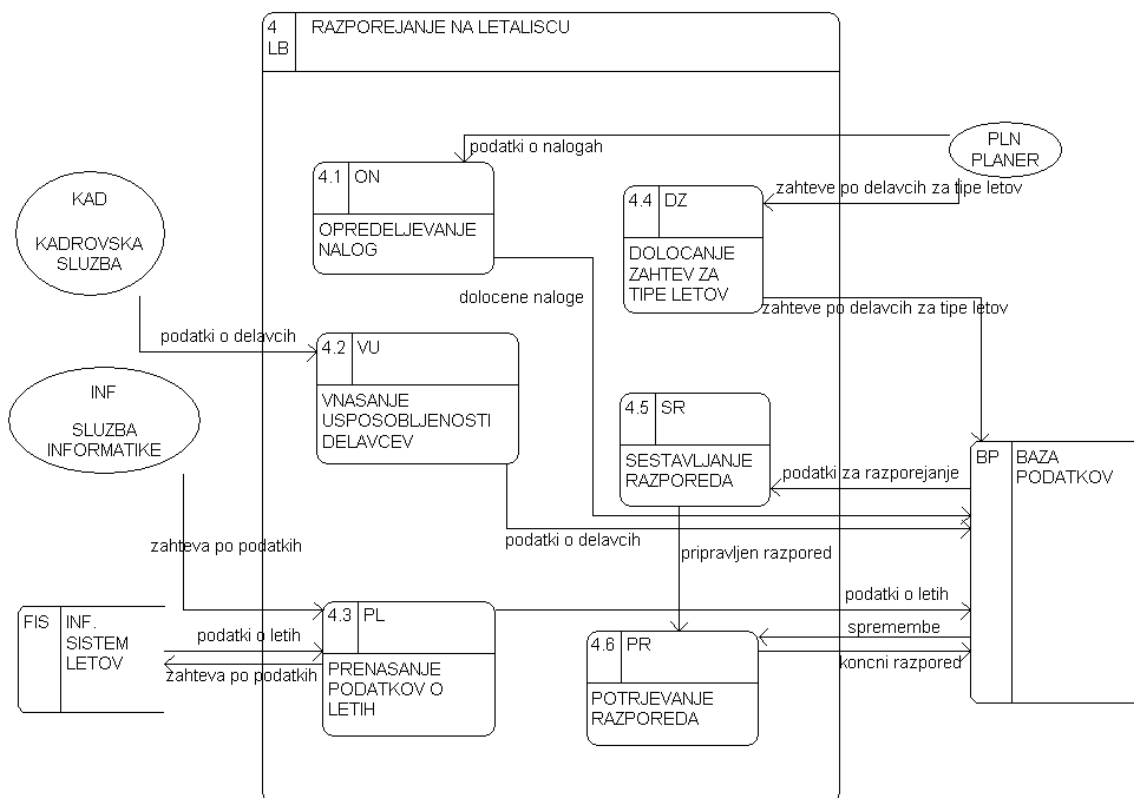 4
LB
RAZPOREJANJE NA LETALISCU
PLN
PLANER
podatki o nalogah
4.1
ON
OPREDELJEVANJE
NALOG
zahteve po delavcih za tipe letov
4.4
DZ
DOLOCANJE
ZAHTEV ZA
TIPE LETOV
KAD
KADROVSKA
SLUZBA
dolocene naloge
zahteve po delavcih za tipe letov
podatki o delavcih
4.2
VU
VNASANJE
USPOSOBLJENOSTI
DELAVCEV
INF
SLUZBA
INFORMATIKE
4.5
SR
SESTAVLJANJE
RAZPOREDA
podatki za razporejanje
BP
BAZA
PODATKOV
zahteva po podatkih
podatki o delavcih
pripravljen razpored
FIS
INF.
SISTEM
LETOV
podatki o letih
zahteva po podatkih
4.3
PL
PRENASANJE
PODATKOV O
LETIH
podatki o letih
4.6
PR
POTRJEVANJE
RAZPOREDA
spremembe
koncni razpored